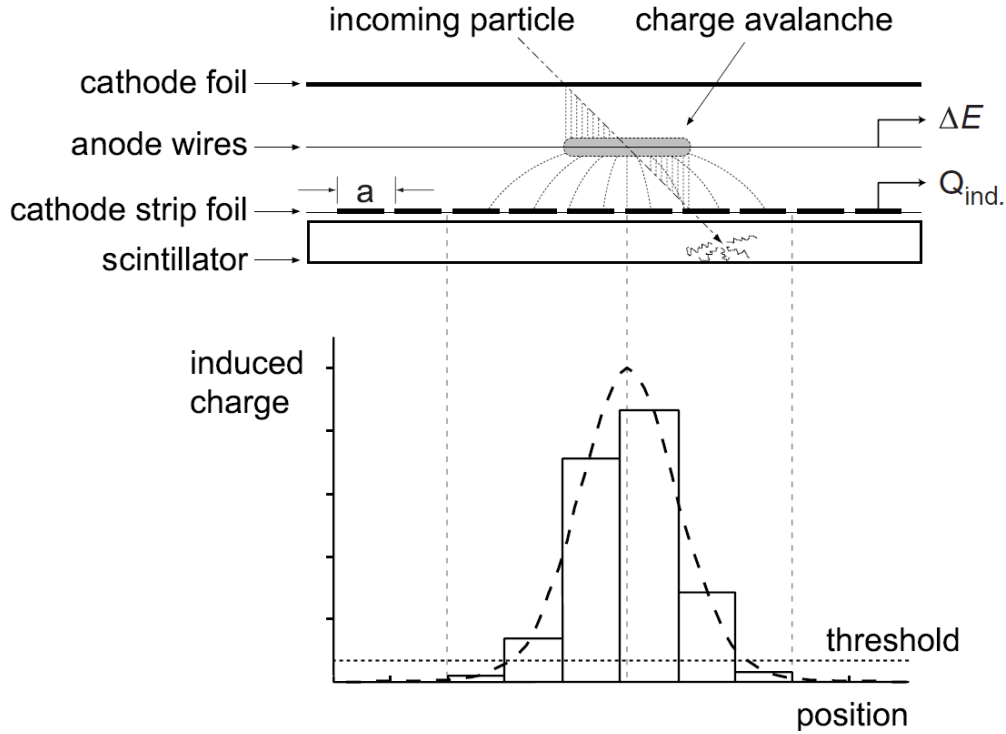 incoming particle
charge avalanche
cathode foil
anode wires
ΔE
a
Q_ind.
cathode strip foil
scintillator
induced
charge
threshold
position